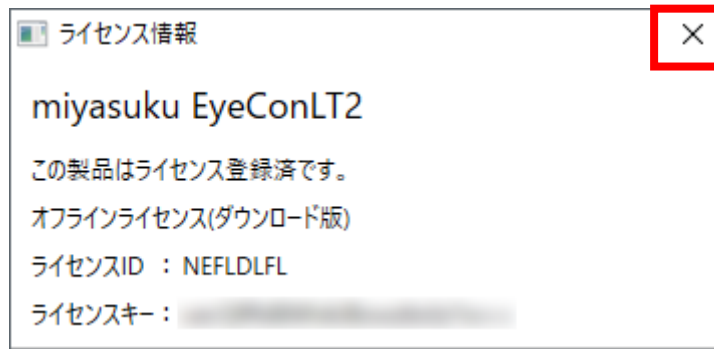 ライセンス情報
miyasuku EyeConLT2
この製品はライセンス登録済です。
オフラインライセンス(ダウンロード版)
ライセンスID ： NEFLDLFL
ライセンスキー：